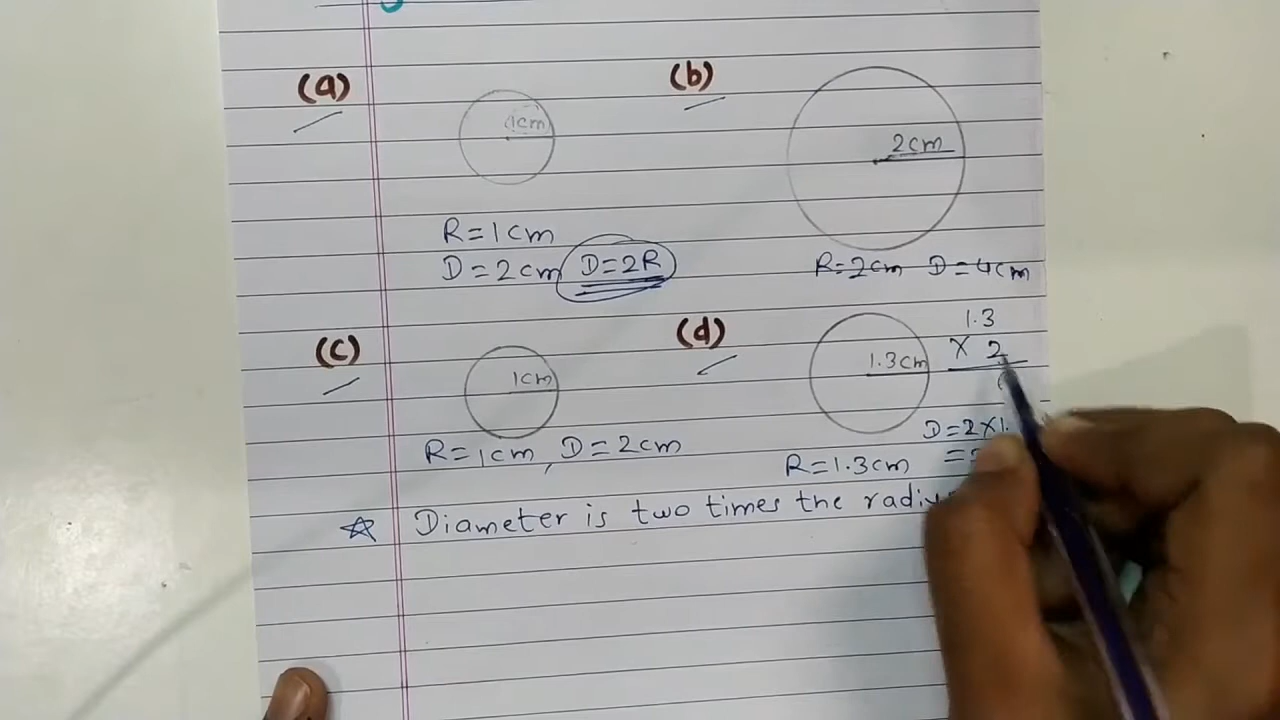 (a)
(b)
1cm
2cm
R=1cm
D=2cm D=2R
R=2cm D=4cm
(c)
(d)
1cm
1.3cm
1.3
X 2
R=1cm, D=2cm
D=2X1.
R=1.3cm =
☆ Diameter is two times the